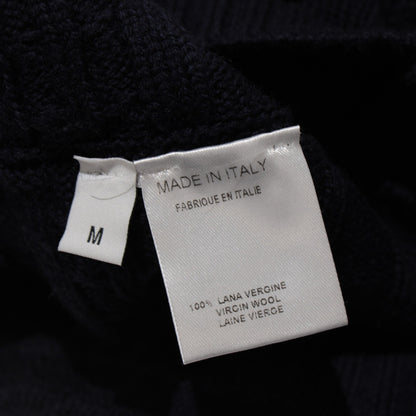 MADE IN ITALY
FABRIQUE EN ITALIE
M
100% LANA VERGINE
VIRGIN WOOL
LAINE VIERGE